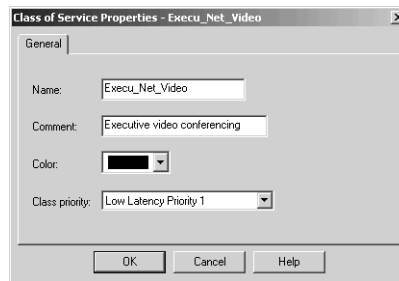 Class of Service Properties - Execu_Net_Video
General
Name: Execu_Net_Video
Comment: Executive video conferencing
Color:
Class priority: Low Latency Priority 1
OK Cancel Help